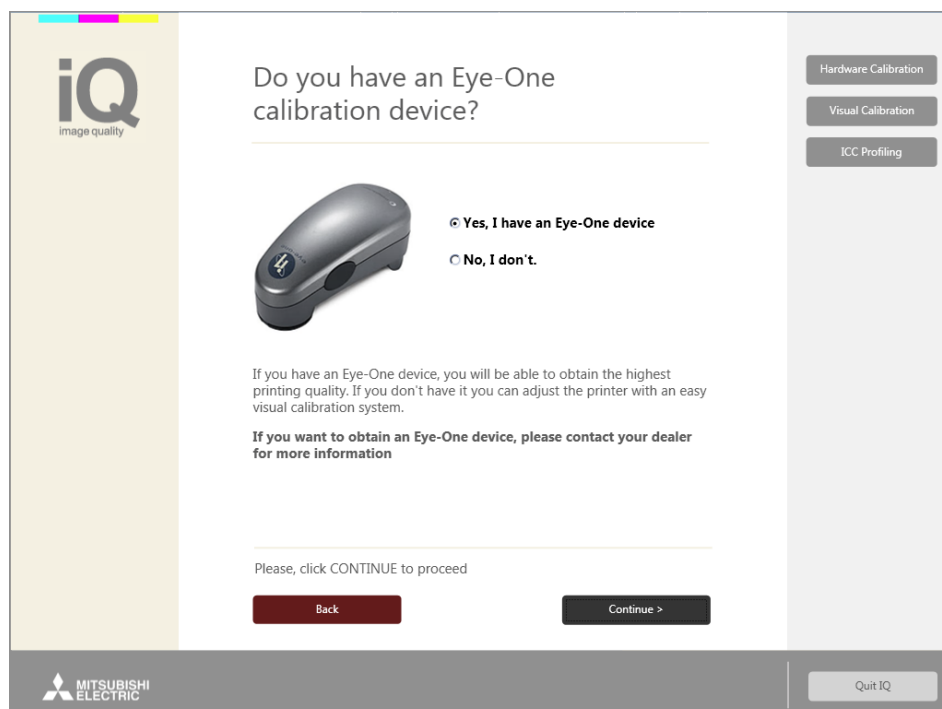 iQ
image quality
Do you have an Eye-One
calibration device?
Yes, I have an Eye-One device
No, I don't.
If you have an Eye-One device, you will be able to obtain the highest
printing quality. If you don't have it you can adjust the printer with an easy
visual calibration system.
If you want to obtain an Eye-One device, please contact your dealer
for more information
Please, click CONTINUE to proceed
Back
Continue >
Hardware Calibration
Visual Calibration
ICC Profiling
MITSUBISHI
ELECTRIC
Quit IQ